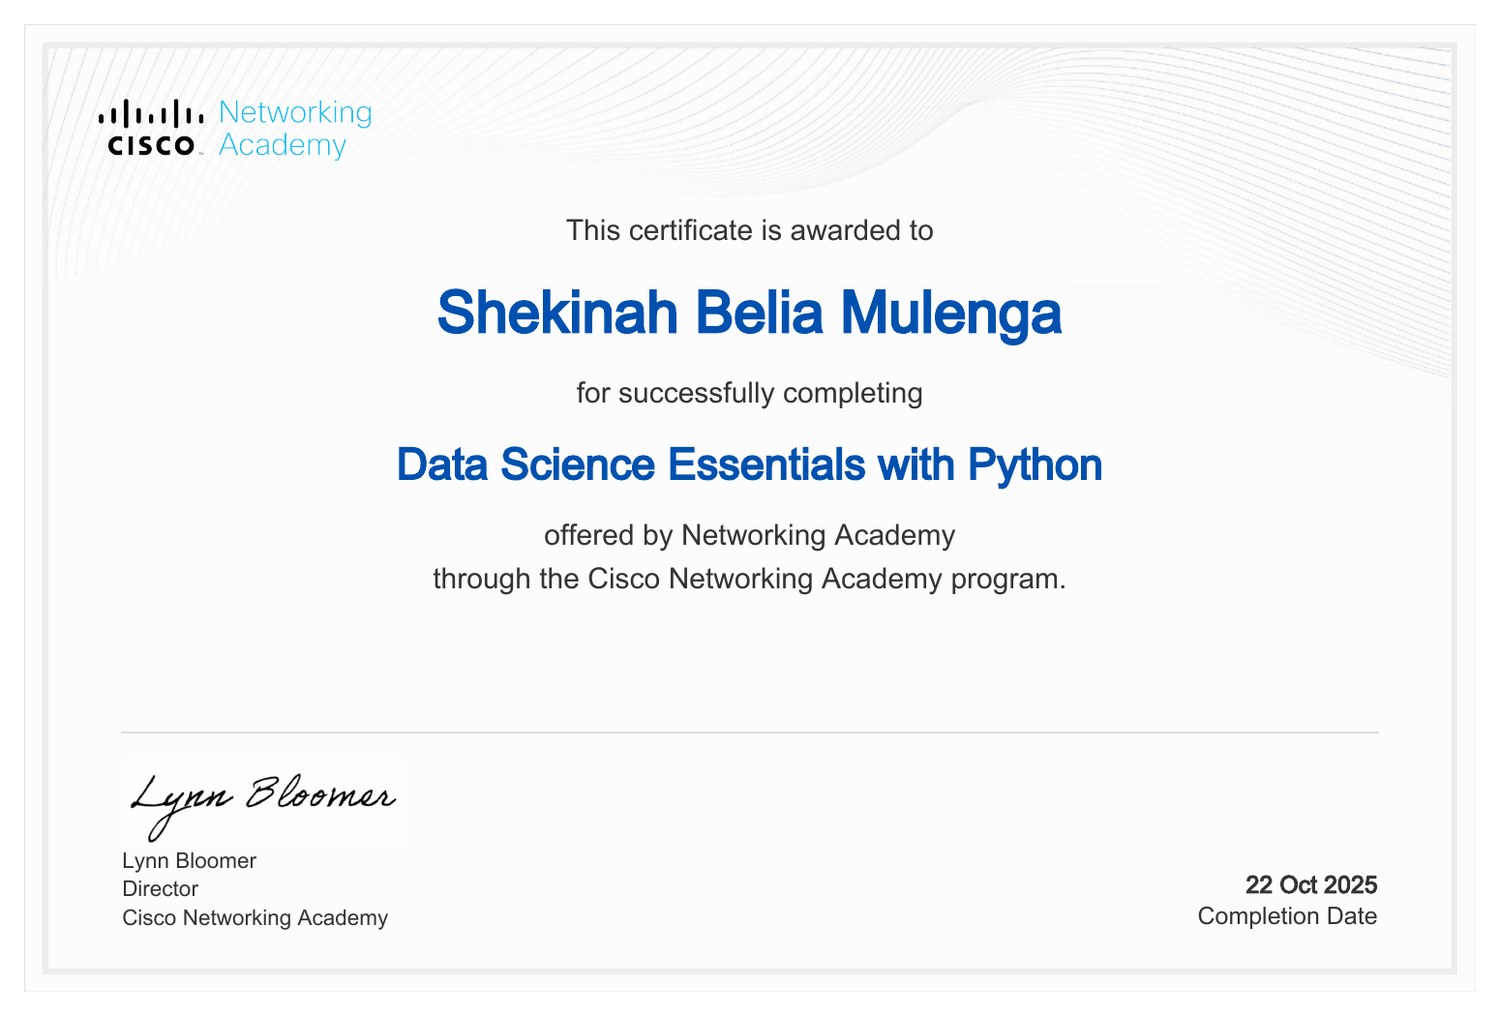 CISCO
Networking
Academy
This certificate is awarded to
Shekinah Belia Mulenga
for successfully completing
Data Science Essentials with Python
offered by Networking Academy
through the Cisco Networking Academy program.
Lynn Bloomer
Lynn Bloomer
Director
Cisco Networking Academy
22 Oct 2025
Completion Date